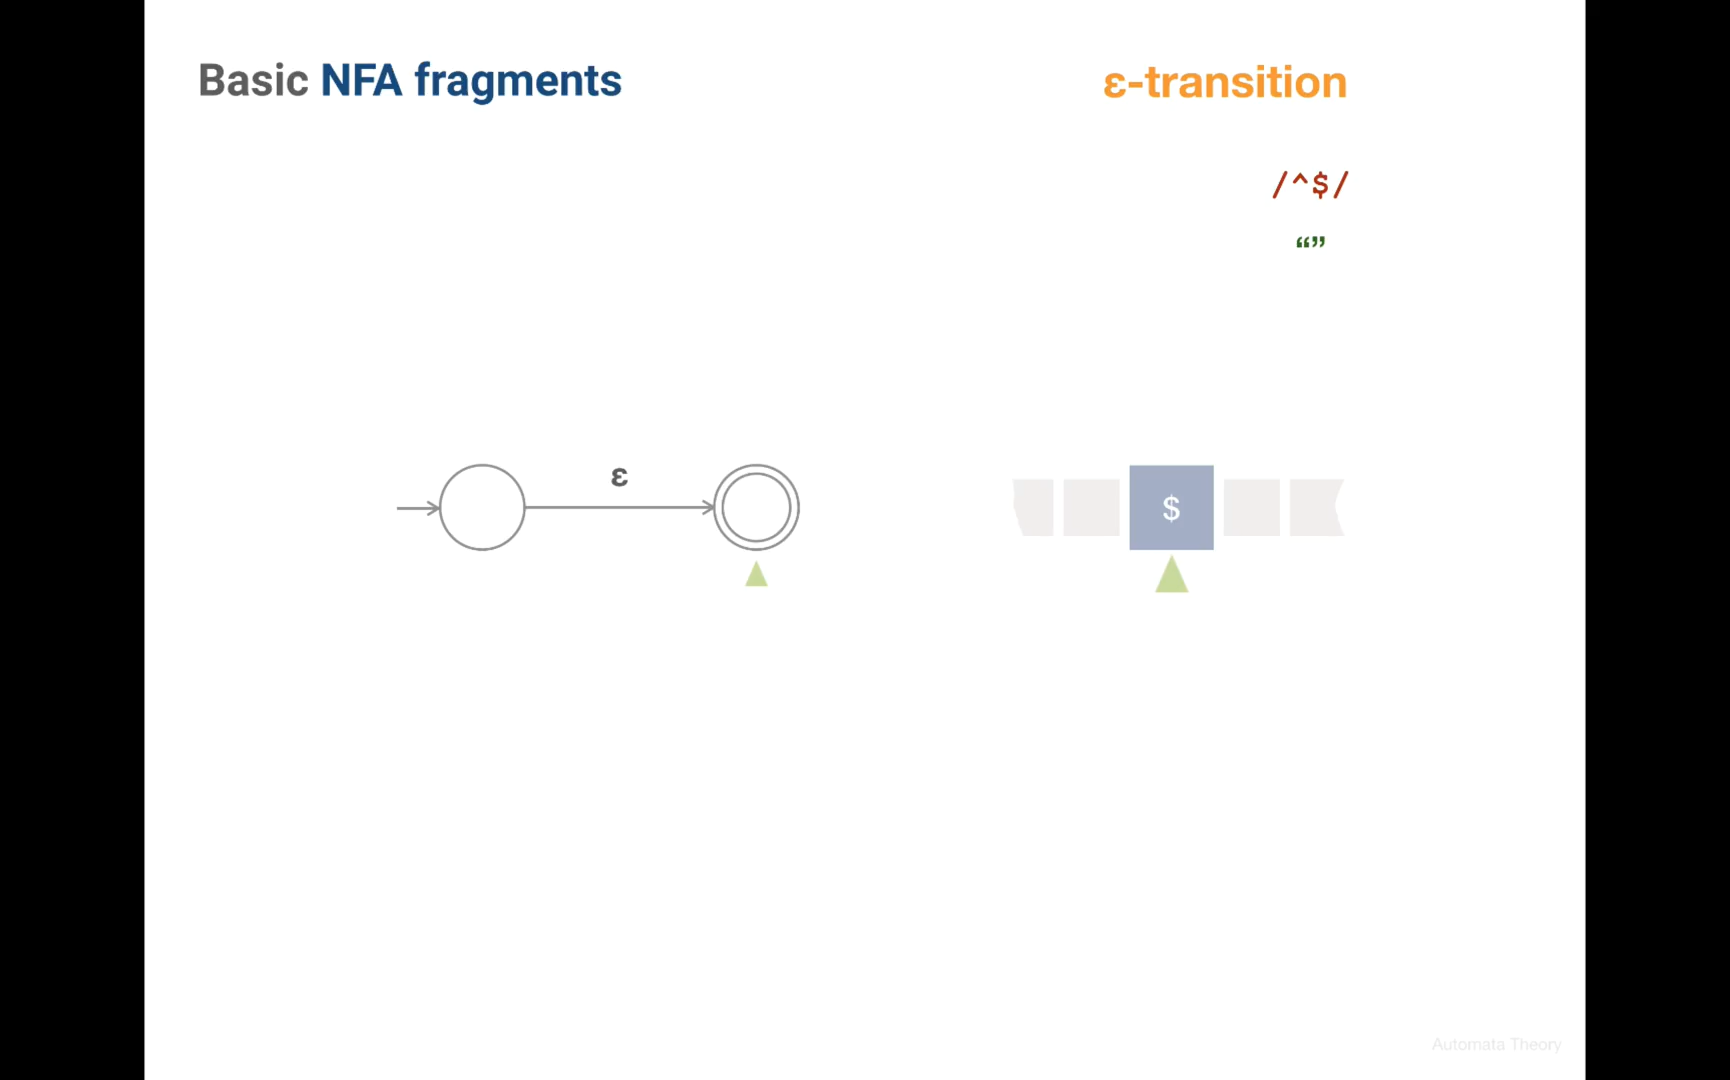 Basic NFA fragments
ε-transition
/^$/
“”
ε
$
Automata Theory